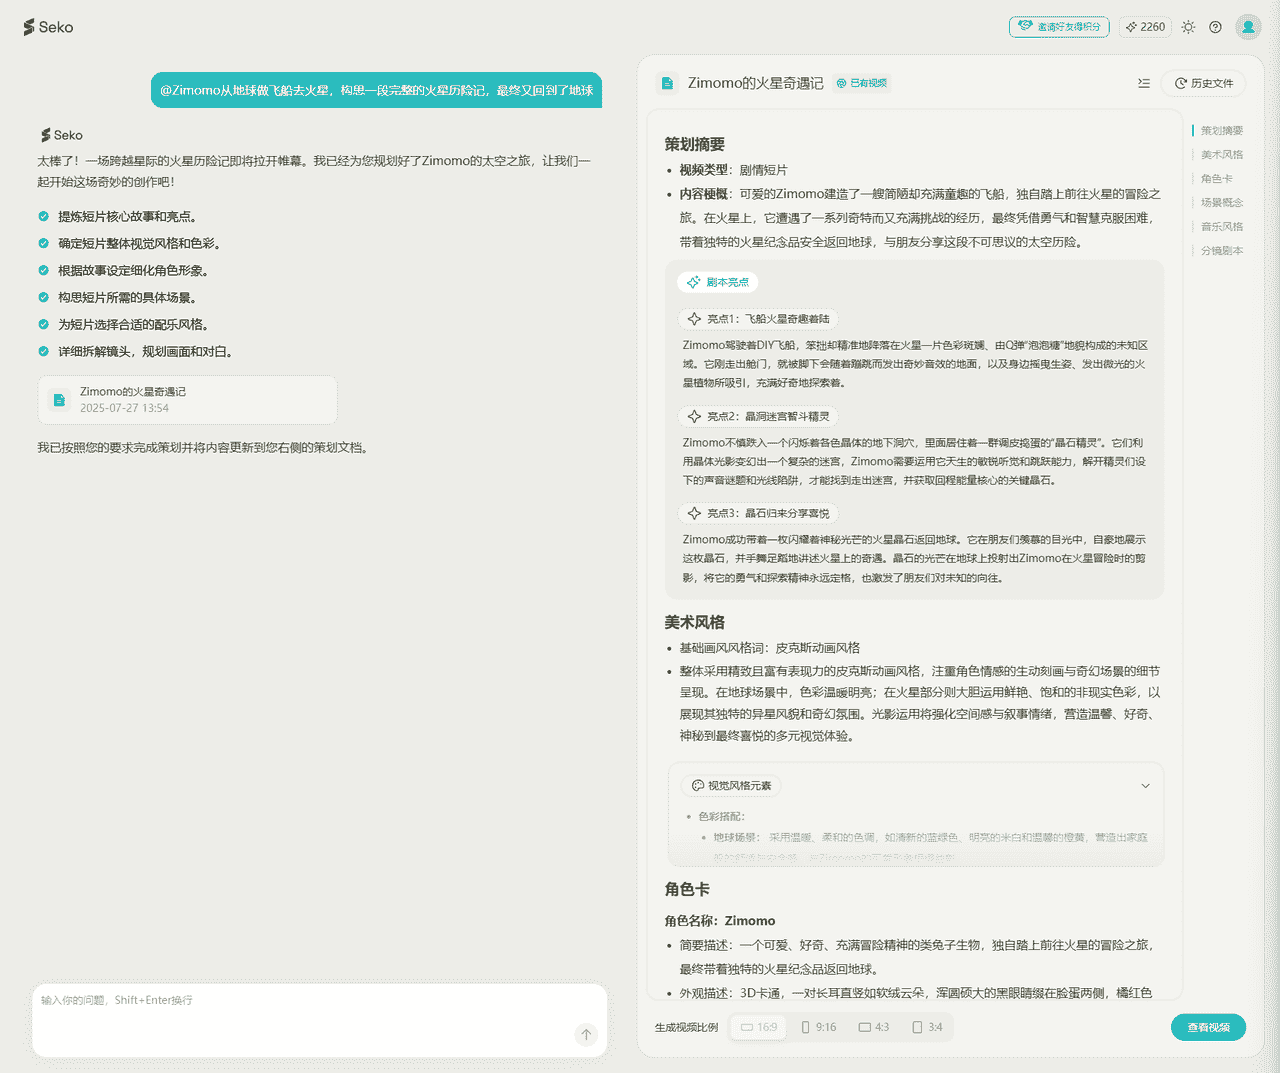 Seko
邀请好友得积分
2260
@Zimomo从地球做飞船去火星，构思一段完整的火星历险记，最终又回到了地球
Seko
太棒了！一场跨越星际的火星历险记即将拉开帷幕。我已经为您规划好了Zimomo的太空之旅，让我们一
起开始这场奇妙的创作吧！
提炼短片核心故事和亮点。
确定短片整体视觉风格和色彩。
根据故事设定细化角色形象。
构思短片所需的具体场景。
为短片选择合适的配乐风格。
详细拆解镜头，规划画面和对白。
Zimomo的火星奇遇记
2025-07-27 13:54
我已按照您的要求完成策划并将内容更新到您右侧的策划文档。
输入你的问题，Shift+Enter换行
Zimomo的火星奇遇记
已有视频
历史文件
策划摘要
视频类型：剧情短片
内容梗概：可爱的Zimomo建造了一艘简陋却充满童趣的飞船，独自踏上前往火星的冒险之
旅。在火星上，它遭遇了一系列奇特而又充满挑战的经历，最终凭借勇气和智慧克服困难，
带着独特的火星纪念品安全返回地球，与朋友分享这段不可思议的太空历险。
剧本亮点
亮点1：飞船火星奇趣着陆
Zimomo驾驶着DIY飞船，笨拙却精准地降落在火星一片色彩斑斓、由Q弹“泡泡糖”地貌构成的未知区
域。它刚走出舱门，就被脚下会随着蹦跳而发出奇妙音效的地面，以及身边摇曳生姿、发出微光的火
星植物所吸引，充满好奇地探索着。
亮点2：晶洞迷宫智斗精灵
Zimomo不慎跌入一个闪烁着各色晶体的地下洞穴，里面居住着一群调皮捣蛋的“晶石精灵”。它们利
用晶体光影变幻出一个复杂的迷宫，Zimomo需要运用它天生的敏锐听觉和跳跃能力，解开精灵们设
下的声音谜题和光线陷阱，才能找到走出迷宫，并获取回程能量核心的关键晶石。
亮点3：晶石归来分享喜悦
Zimomo成功带着一枚闪耀着神秘光芒的火星晶石返回地球。它在朋友们羡慕的目光中，自豪地展示
这枚晶石，并手舞足蹈地讲述火星上的奇遇。晶石的光芒在地球上投射出Zimomo在火星冒险时的剪
影，将它的勇气和探索精神永远定格，也激发了朋友们对未知的向往。
美术风格
基础画风风格词：皮克斯动画风格
整体采用精致且富有表现力的皮克斯动画风格，注重角色情感的生动刻画与奇幻场景的细节
呈现。在地球场景中，色彩温暖明亮；在火星部分则大胆运用鲜艳、饱和的非现实色彩，以
展现其独特的异星风貌和奇幻氛围。光影运用将强化空间感与叙事情绪，营造温馨、好奇、
神秘到最终喜悦的多元视觉体验。
视觉风格元素
色彩搭配：
地球场景： 采用温暖、柔和的色调，如清新的蓝绿色、明亮的米白和温馨的橙黄，营造出家庭
角色卡
角色名称：Zimomo
简要描述：一个可爱、好奇、充满冒险精神的类兔子生物，独自踏上前往火星的冒险之旅，
最终带着独特的火星纪念品返回地球。
外观描述：3D卡通，一对长耳直竖如软绒云朵，浑圆硕大的黑眼睛缀在脸蛋两侧，橘红色
策划摘要
美术风格
角色卡
场景概念
音乐风格
分镜剧本
生成视频比例
16:9
9:16
4:3
3:4
查看视频